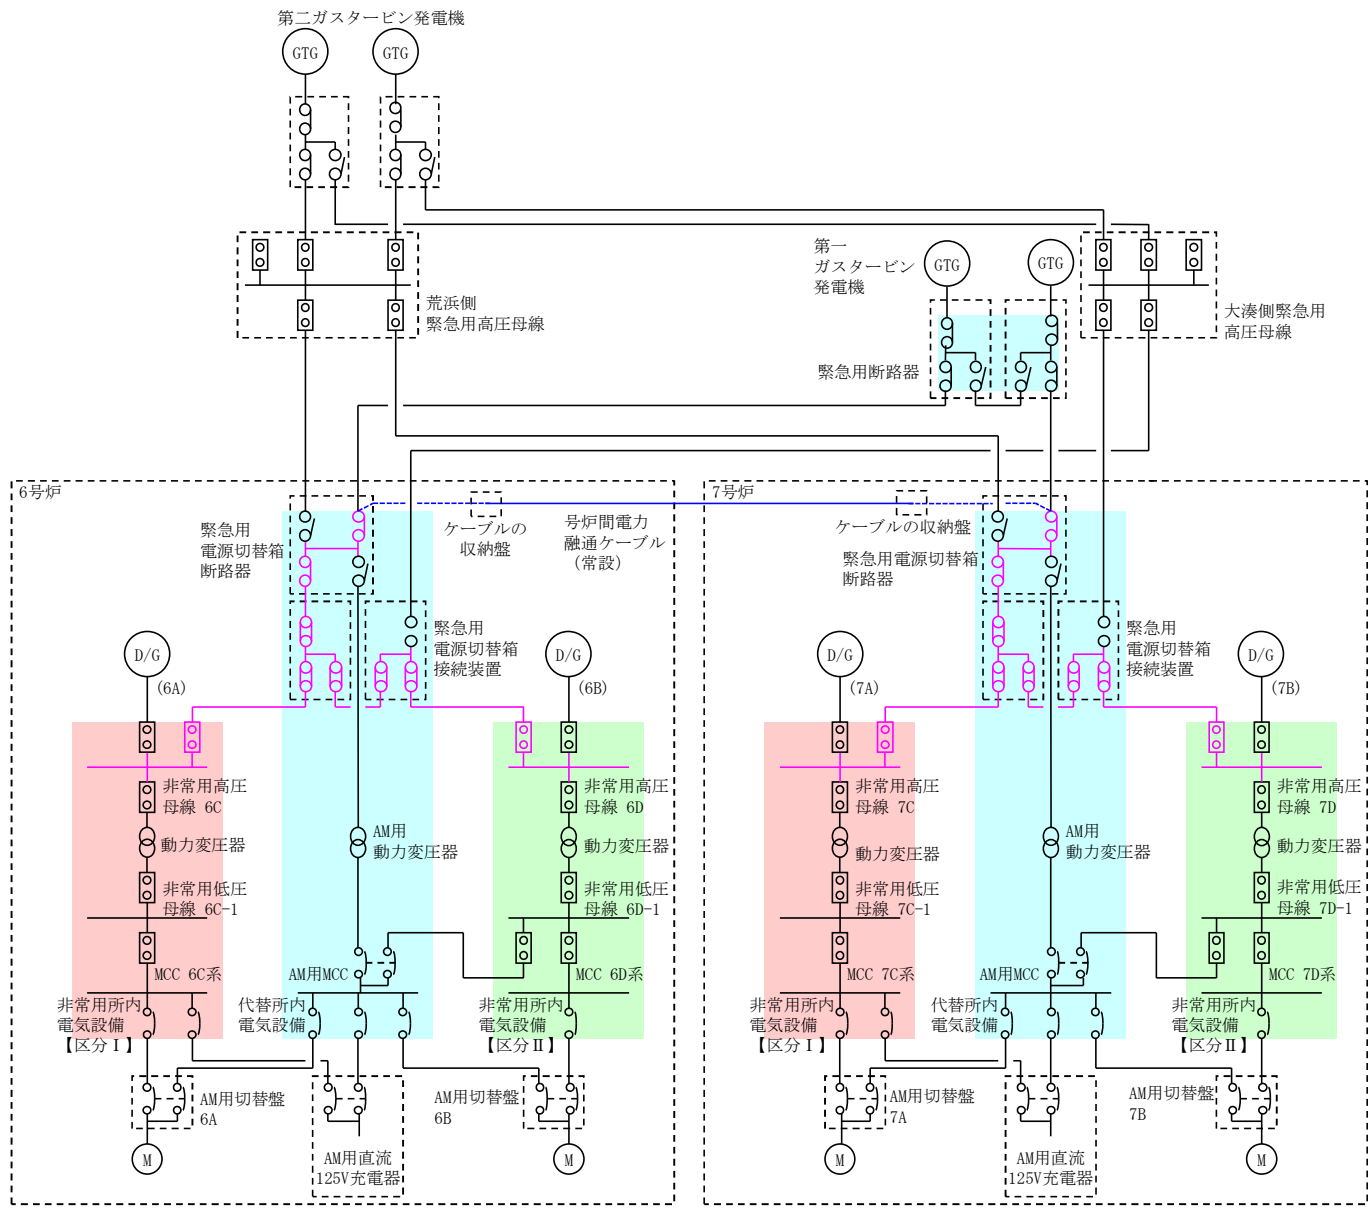 第二ガスタービン発電機
GTG
GTG
第一
ガスタービン
発電機
GTG
GTG
荒浜側
緊急用高圧母線
大湊側緊急用
高圧母線
緊急用断路器
6号炉
緊急用
電源切替箱
断路器
ケーブルの
収納盤
号炉間電力
融通ケーブル
(常設)
緊急用
電源切替箱
接続装置
D/G
(6A)
D/G
(6B)
非常用高圧
母線 6C
動力変圧器
非常用低圧
母線 6C-1
MCC 6C系
AM用
動力変圧器
非常用高圧
母線 6D
動力変圧器
非常用低圧
母線 6D-1
MCC 6D系
AM用MCC
非常用所内
電気設備
【区分Ⅰ】
代替所内
電気設備
非常用所内
電気設備
【区分Ⅱ】
AM用切替盤
6A
AM用切替盤
6B
M
AM用直流
125V充電器
M
7号炉
ケーブルの収納盤
緊急用電源切替箱
断路器
緊急用
電源切替箱
接続装置
D/G
(7A)
D/G
(7B)
非常用高圧
母線 7C
動力変圧器
非常用低圧
母線 7C-1
MCC 7C系
AM用
動力変圧器
非常用高圧
母線 7D
動力変圧器
非常用低圧
母線 7D-1
MCC 7D系
AM用MCC
非常用所内
電気設備
【区分Ⅰ】
代替所内
電気設備
非常用所内
電気設備
【区分Ⅱ】
AM用切替盤
7A
AM用切替盤
7B
M
AM用直流
125V充電器
M